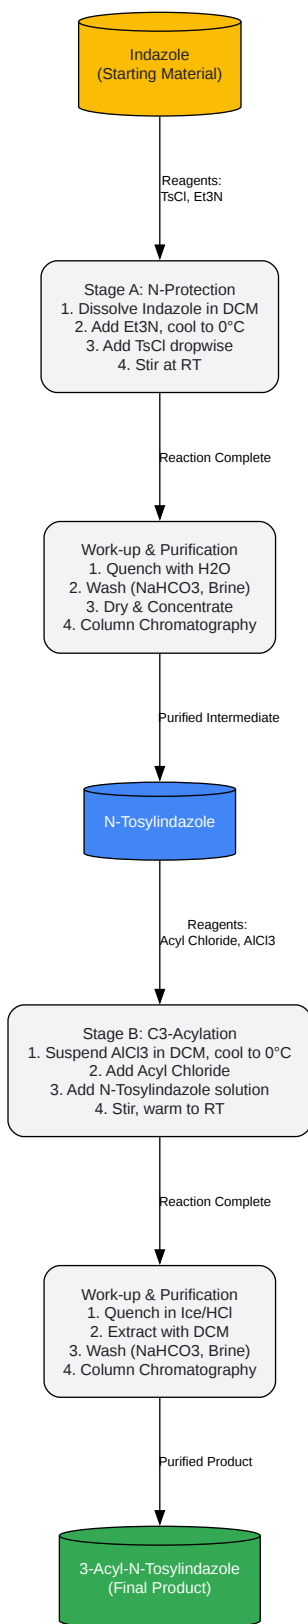 Indazole
(Starting Material)
Reagents:
TsCl, Et3N
Stage A: N-Protection
1. Dissolve Indazole in DCM
2. Add Et3N, cool to 0°C
3. Add TsCl dropwise
4. Stir at RT
Reaction Complete
Work-up & Purification
1. Quench with H2O
2. Wash (NaHCO3, Brine)
3. Dry & Concentrate
4. Column Chromatography
Purified Intermediate
N-Tosylindazole
Reagents:
Acyl Chloride, AlCl3
Stage B: C3-Acylation
1. Suspend AlCl3 in DCM, cool to 0°C
2. Add Acyl Chloride
3. Add N-Tosylindazole solution
4. Stir, warm to RT
Reaction Complete
Work-up & Purification
1. Quench in Ice/HCl
2. Extract with DCM
3. Wash (NaHCO3, Brine)
4. Column Chromatography
Purified Product
3-Acyl-N-Tosylindazole
(Final Product)